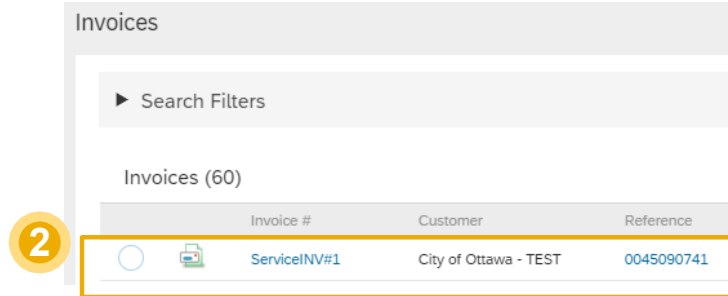 Invoices
► Search Filters
Invoices (60)
Invoice # Customer Reference
2
ServiceINV#1 City of Ottawa - TEST 0045090741